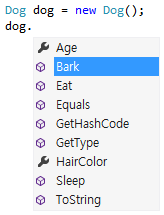 Dog dog = new Dog();
dog.
Age
Bark
Eat
Equals
GetHashCode
GetType
HairColor
Sleep
ToString